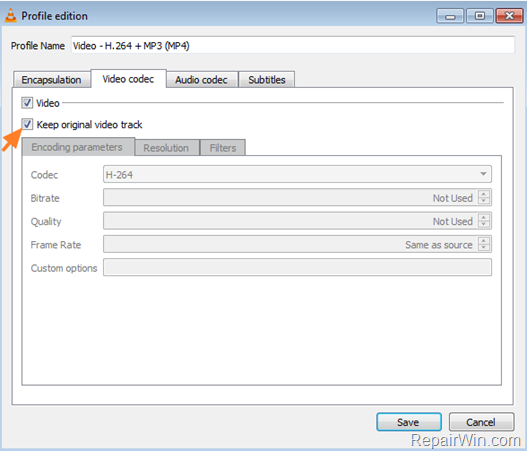 Profile edition
Profile Name Video - H.264 + MP3 (MP4)
Encapsulation Video codec Audio codec Subtitles
Video
Keep original video track
Encoding parameters Resolution Filters
Codec H-264
Bitrate Not Used
Quality Not Used
Frame Rate Same as source
Custom options
Save Cancel
RepairWin.com